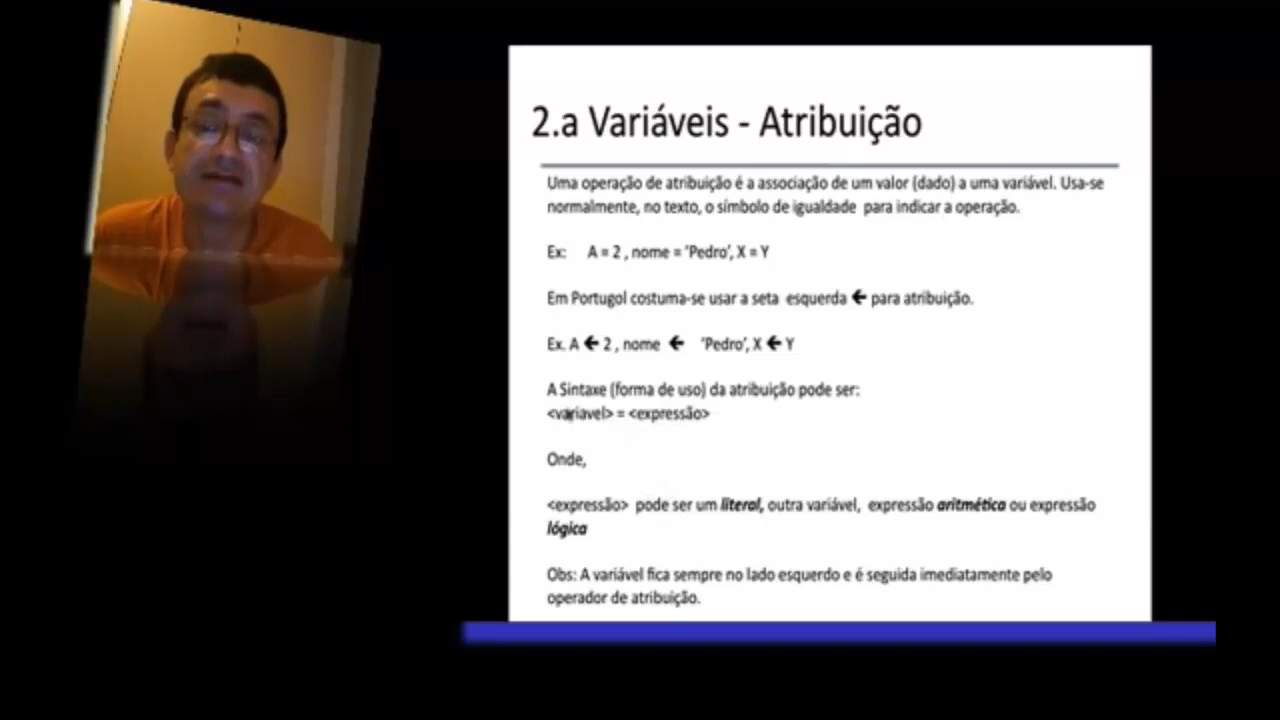 2.a Variáveis - Atribuição
Uma operação de atribuição é a associação de um valor (dado) a uma variável. Usa-se
normalmente, no texto, o símbolo de igualdade para indicar a operação.
Ex: A = 2 , nome = 'Pedro', X = Y
Em Portugol costuma-se usar a seta esquerda 🡸 para atribuição.
Ex. A 🡸 2 , nome 🡸 'Pedro', X 🡸 Y
A Sintaxe (forma de uso) da atribuição pode ser:
<variavel> = <expressão>
Onde,
<expressão> pode ser um literal, outra variável, expressão aritmética ou expressão
lógica
Obs: A variável fica sempre no lado esquerdo e é seguida imediatamente pelo
operador de atribuição.